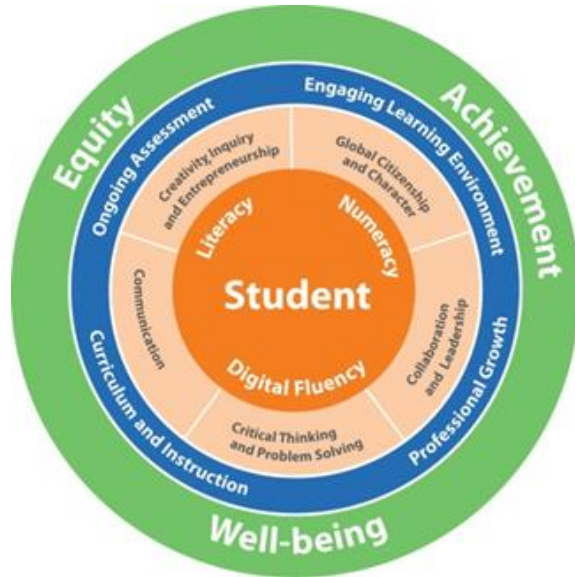 Equity
Achievement
Well-being
Ongoing Assessment
Engaging Learning Environment
Professional Growth
Curriculum and Instruction
Creativity Inquiry
and Entrepreneurship
Global Citizenship
and Character
Collaboration
and Leadership
Critical Thinking
and Problem Solving
Communication
Literacy
Numeracy
Student
Digital Fluency